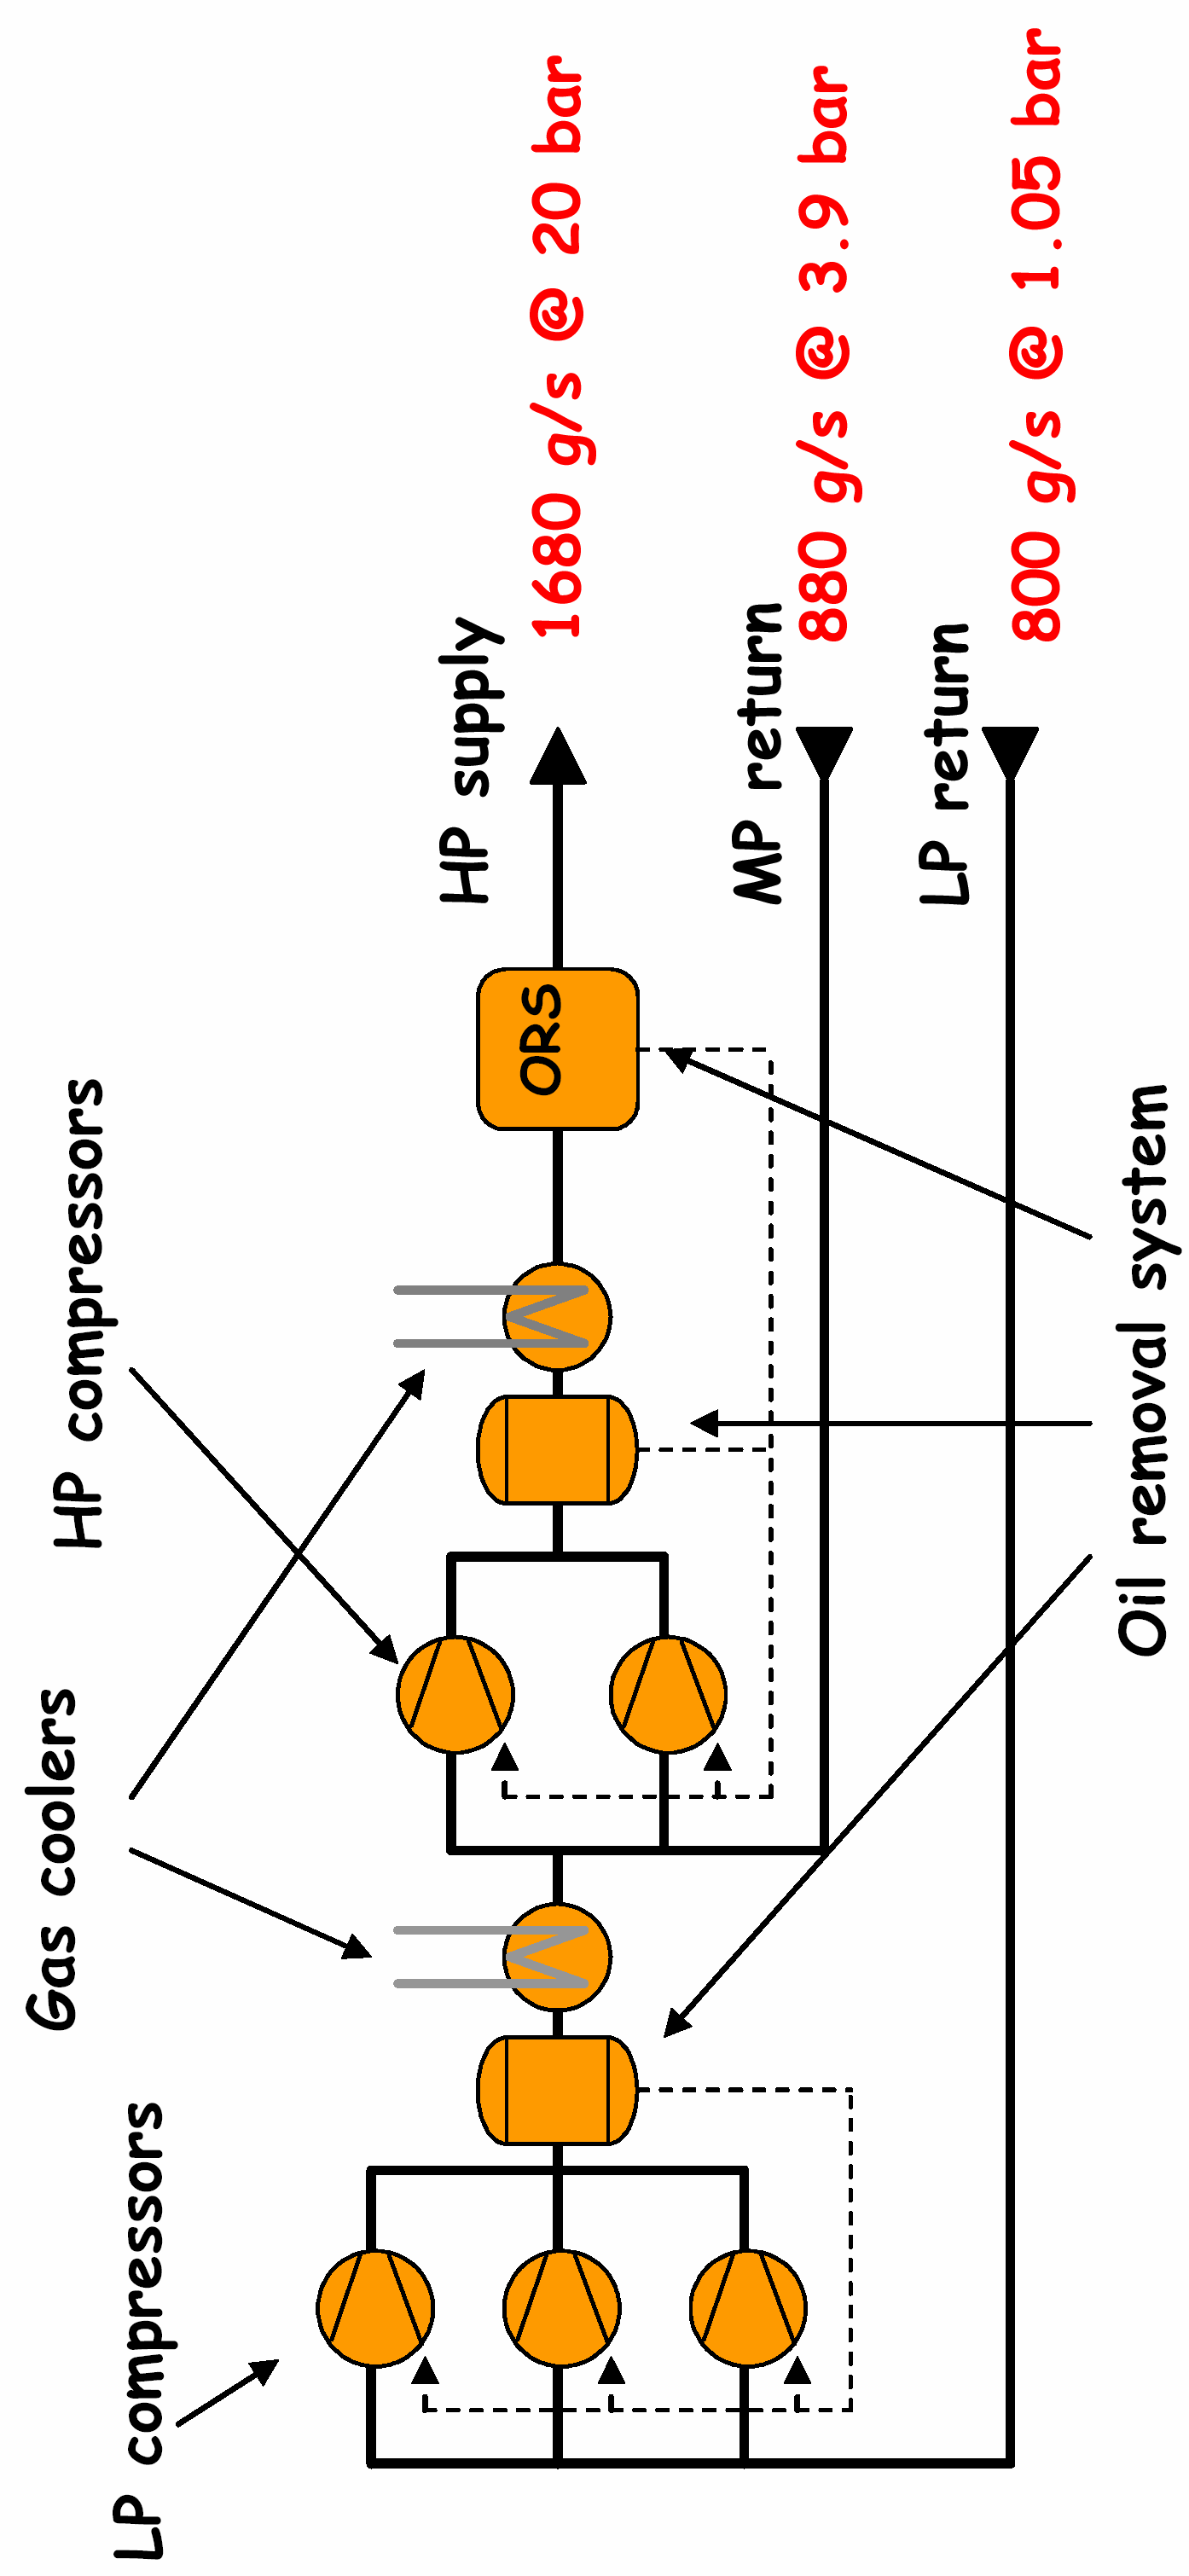 LP compressors
Gas coolers
HP compressors
ORS
HP supply
1680 g/s @ 20 bar
MP return
880 g/s @ 3.9 bar
LP return
800 g/s @ 1.05 bar
Oil removal system